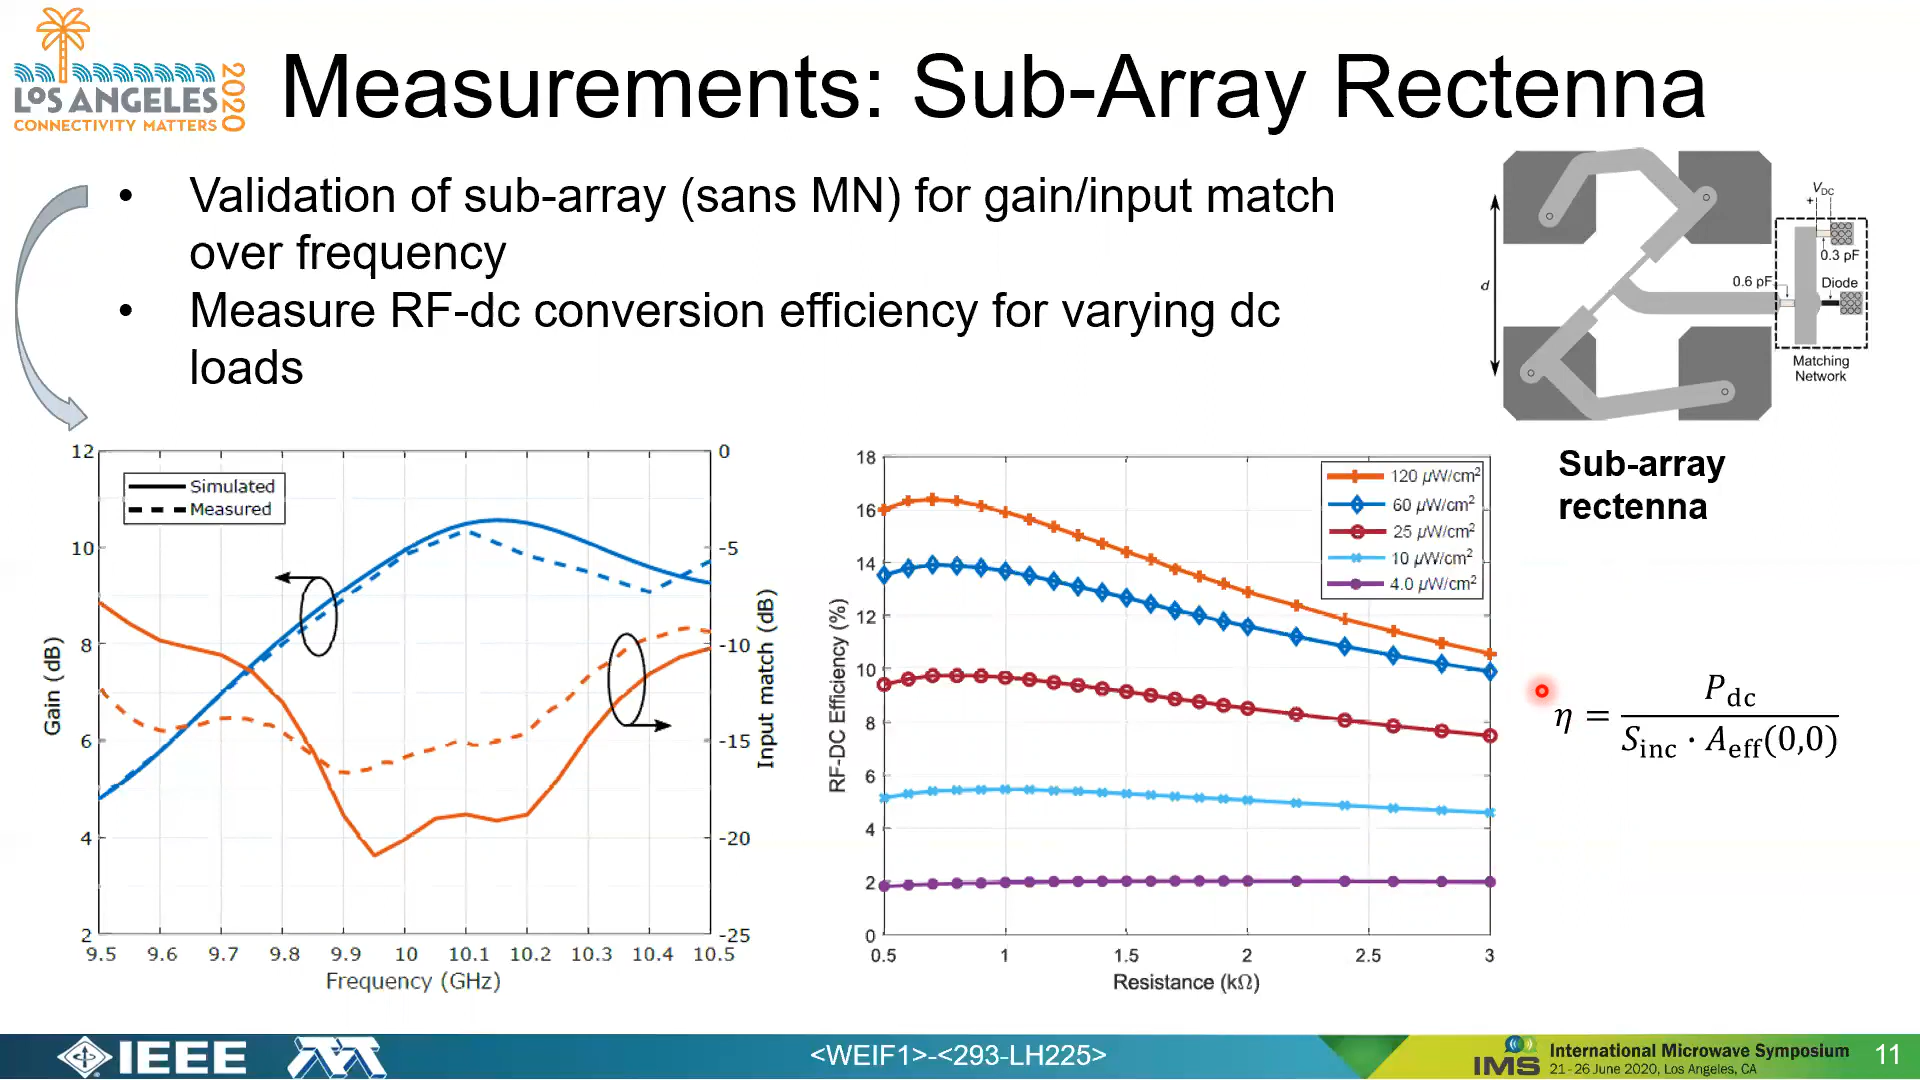 LOS ANGELES 2020
CONNECTIVITY MATTERS
Measurements: Sub-Array Rectenna
• Validation of sub-array (sans MN) for gain/input match
over frequency
• Measure RF-dc conversion efficiency for varying dc
loads
V_DC
+
0.3 pF
0.6 pF
Diode
d
Matching
Network
Sub-array
rectenna
Simulated
Measured
12
10
8
6
4
2
Gain (dB)
0
-5
-10
-15
-20
-25
Input match (dB)
9.5 9.6 9.7 9.8 9.9 10 10.1 10.2 10.3 10.4 10.5
Frequency (GHz)
120 μW/cm²
60 μW/cm²
25 μW/cm²
10 μW/cm²
4.0 μW/cm²
18
16
14
12
10
8
6
4
2
0
RF-DC Efficiency (%)
0.5 1 1.5 2 2.5 3
Resistance (kΩ)
η = P_dc / (S_inc · A_eff(0,0))
IEEE
<WEIF1>-<293-LH225>
IMS
International Microwave Symposium
21-26 June 2020, Los Angeles, CA
11